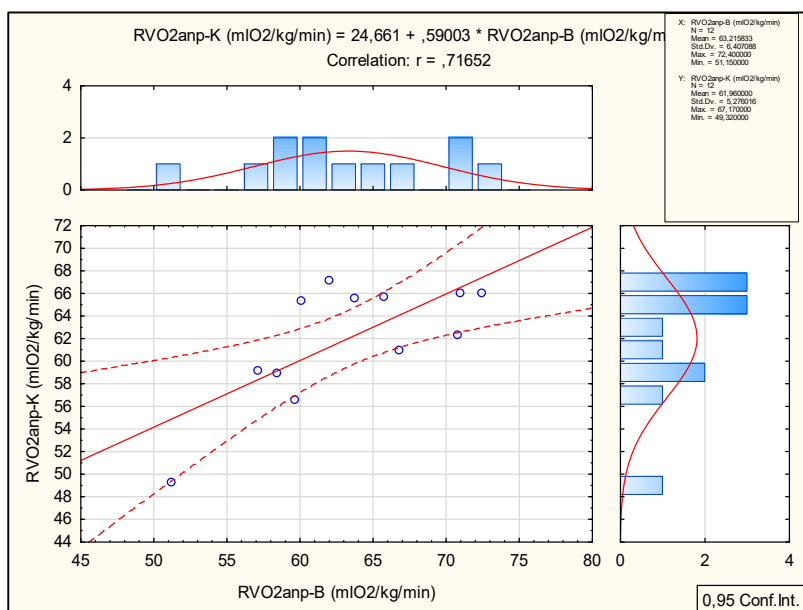 RVO2anp-K (mlO2/kg/min) = 24,661 + ,59003 * RVO2anp-B (mlO2/kg/m
Correlation: r = ,71652
X: RVO2anp-B (mlO2/kg/min)
N = 12
Mean = 63,215833
Std.Dv. = 6,407088
Max. = 72,400000
Min. = 51,150000
Y: RVO2anp-K (mlO2/kg/min)
N = 12
Mean = 61,960000
Std.Dv. = 5,276016
Max. = 67,170000
Min. = 49,320000
4
2
0
72
70
68
66
64
62
60
58
56
54
52
50
48
46
44
RVO2anp-K (mlO2/kg/min)
45 50 55 60 65 70 75 80
RVO2anp-B (mlO2/kg/min)
0 2 4
0,95 Conf.Int.